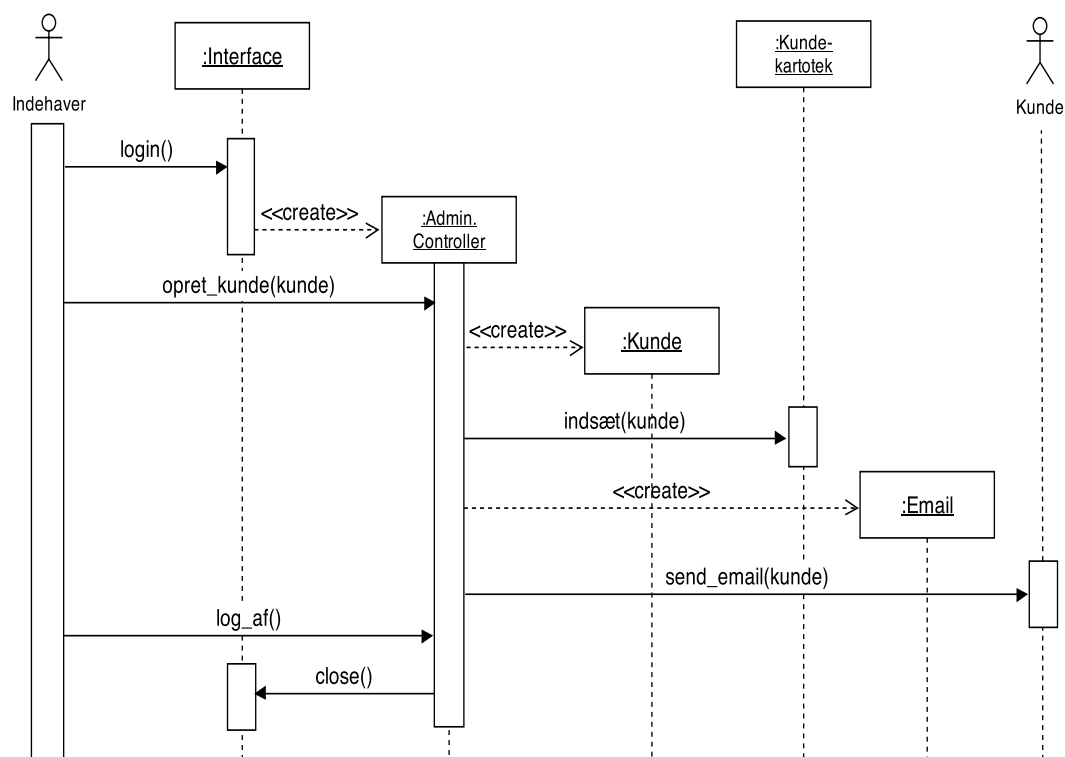 :Interface
:Kunde-
kartotek
Indehaver
Kunde
login()
<<create>>
:Admin.
Controller
opret_kunde(kunde)
<<create>>
:Kunde
indsæt(kunde)
<<create>>
:Email
send_email(kunde)
log_af()
close()